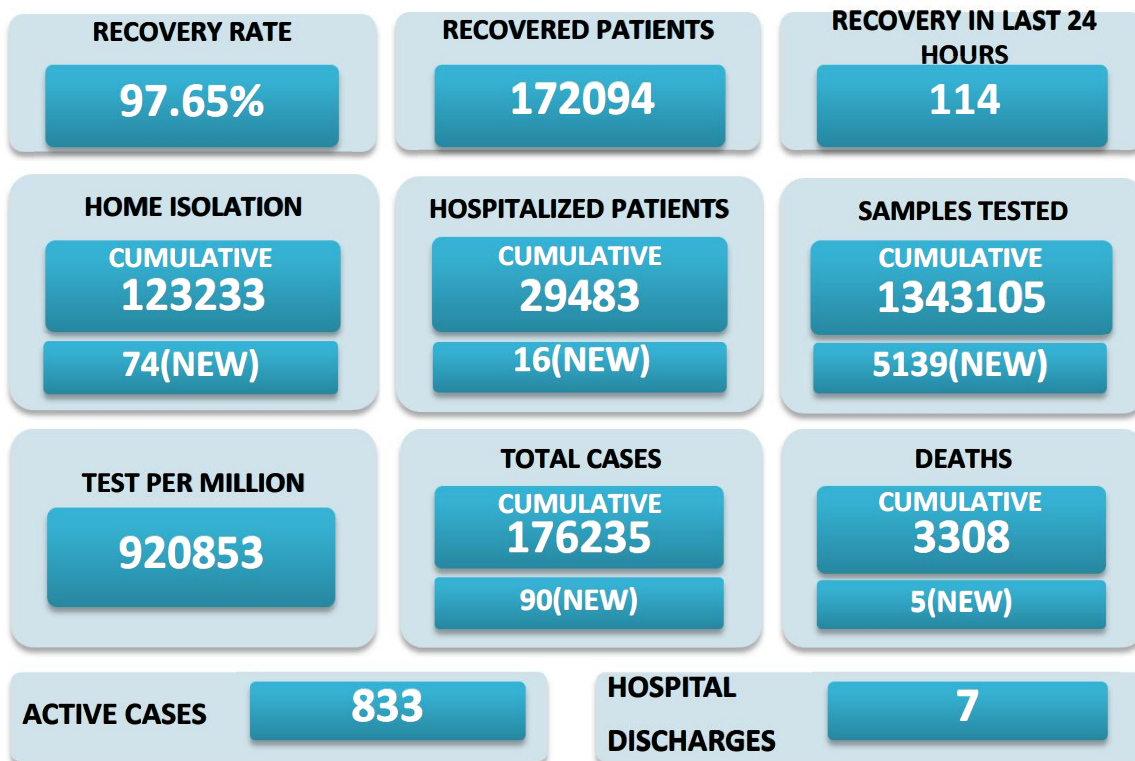 RECOVERY RATE
97.65%
RECOVERED PATIENTS
172094
RECOVERY IN LAST 24
HOURS
114
HOME ISOLATION
CUMULATIVE
123233
74(NEW)
HOSPITALIZED PATIENTS
CUMULATIVE
29483
16(NEW)
SAMPLES TESTED
CUMULATIVE
1343105
5139(NEW)
TEST PER MILLION
920853
TOTAL CASES
CUMULATIVE
176235
90(NEW)
DEATHS
CUMULATIVE
3308
5(NEW)
ACTIVE CASES
833
HOSPITAL
DISCHARGES
7